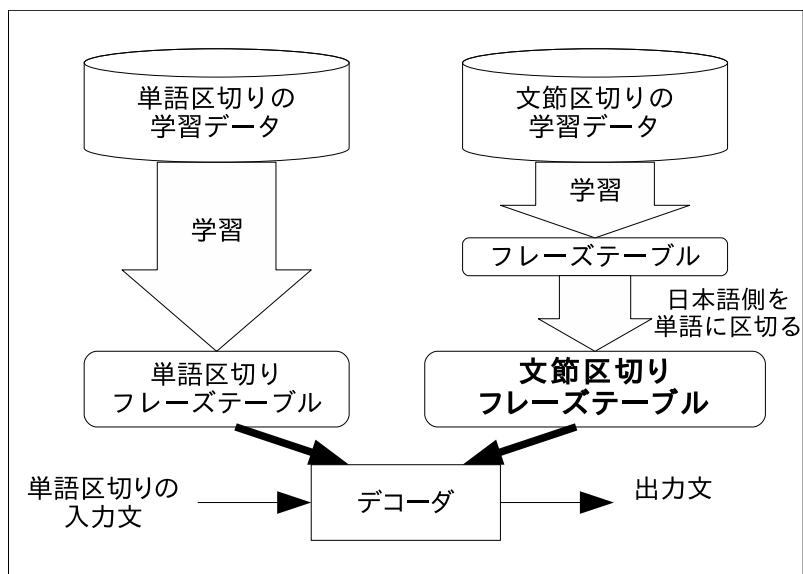 単語区切りの
学習データ
文節区切りの
学習データ
学習
学習
フレーズテーブル
日本語側を
単語に区切る
単語区切り
フレーズテーブル
文節区切り
フレーズテーブル
単語区切りの
入力文
デコーダ
出力文